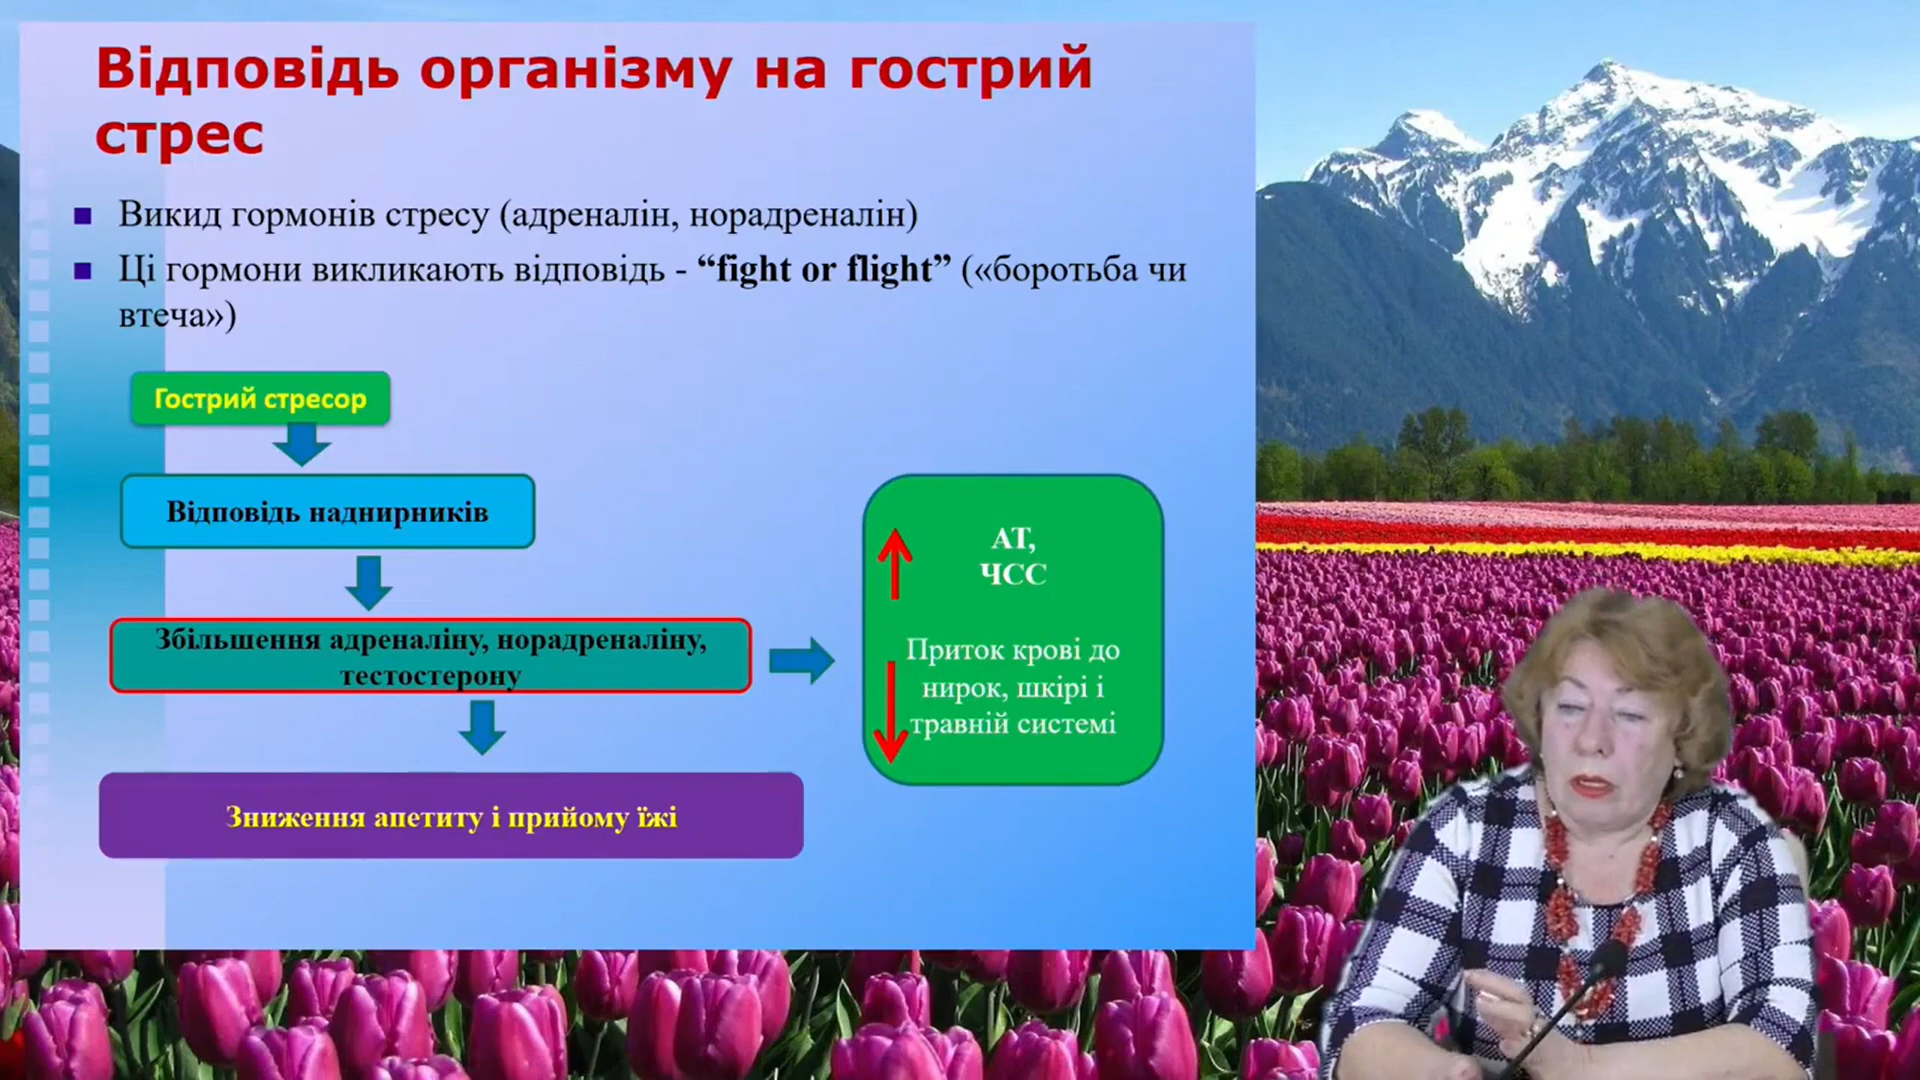 Відповідь організму на гострий
стрес
Викид гормонів стресу (адреналін, норадреналін)
Ці гормони викликають відповідь - “fight or flight” («боротьба чи
втеча»)
Гострий стресор
Відповідь наднирників
Збільшення адреналіну, норадреналіну,
тестостерону
Зниження апетиту і прийому їжі
АТ,
ЧСС
Приток крові до
нирок, шкірі і
травній системі